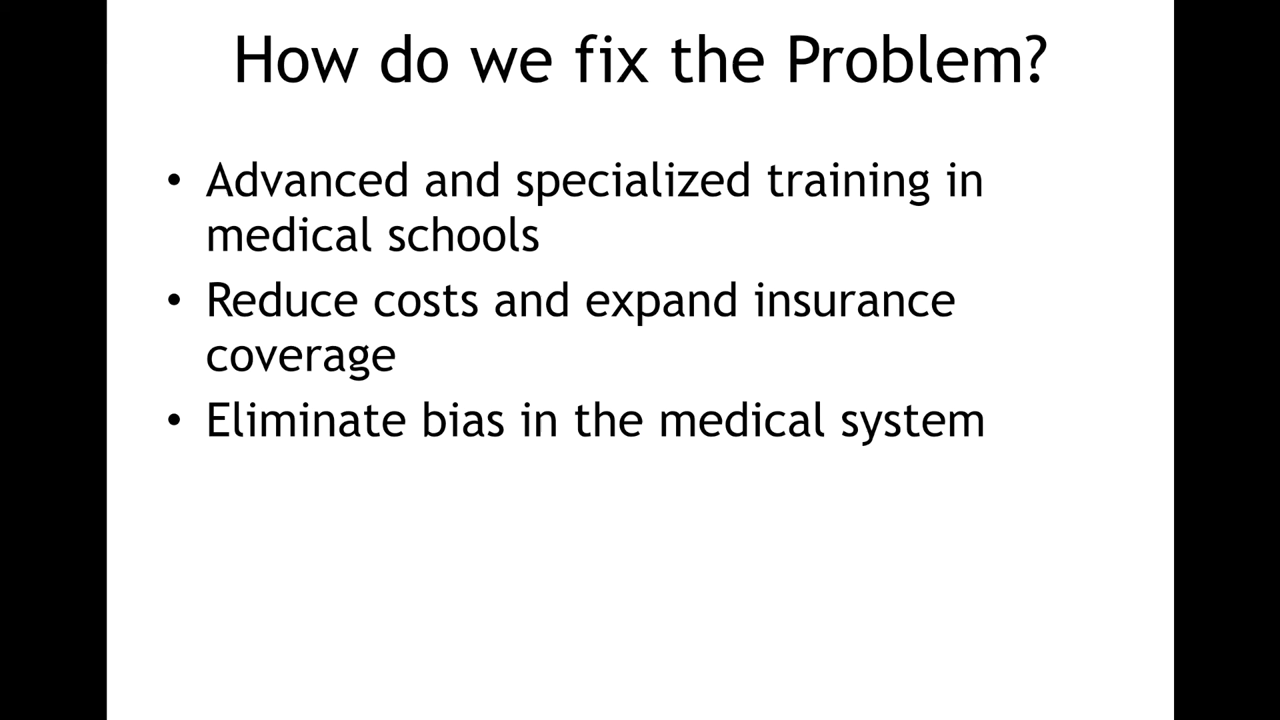 How do we fix the Problem?
• Advanced and specialized training in
medical schools
• Reduce costs and expand insurance
coverage
• Eliminate bias in the medical system